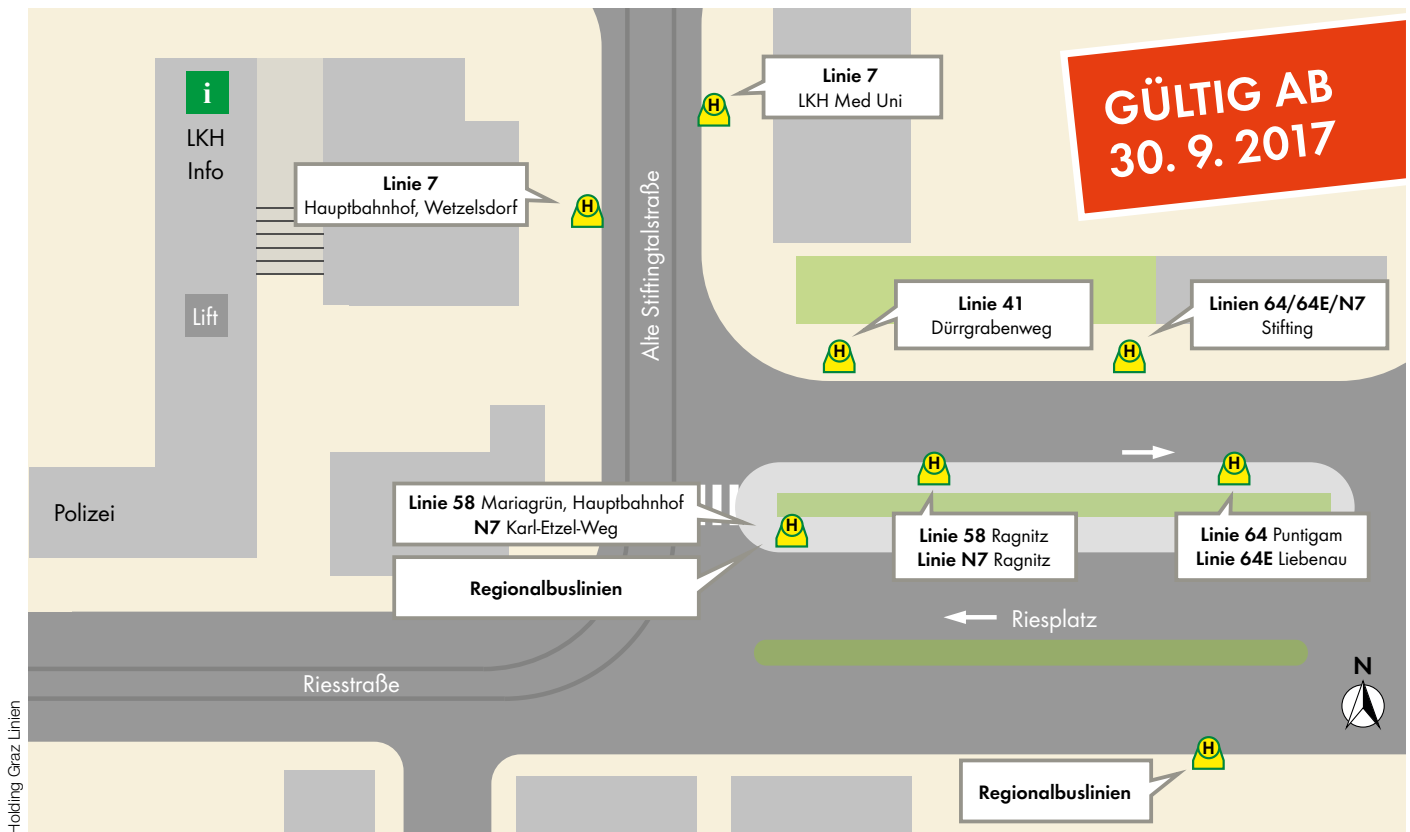 GÜLTIG AB
30. 9. 2017
Linie 7
LKH Med Uni
i
LKH
Info
Linie 7
Hauptbahnhof, Wetzelsdorf
H
H
Alte Stiftingtalstraße
Lift
Linie 41
Dürrgrabenweg
Linien 64/64E/N7
Stifting
H
H
H
H
Linie 58 Mariagrün, Hauptbahnhof
N7 Karl-Etzel-Weg
H
Polizei
Linie 58 Ragnitz
Linie N7 Ragnitz
Linie 64 Puntigam
Linie 64E Liebenau
Regionalbuslinien
Riesplatz
Riesstraße
N
H
Regionalbuslinien
Holding Graz Linien